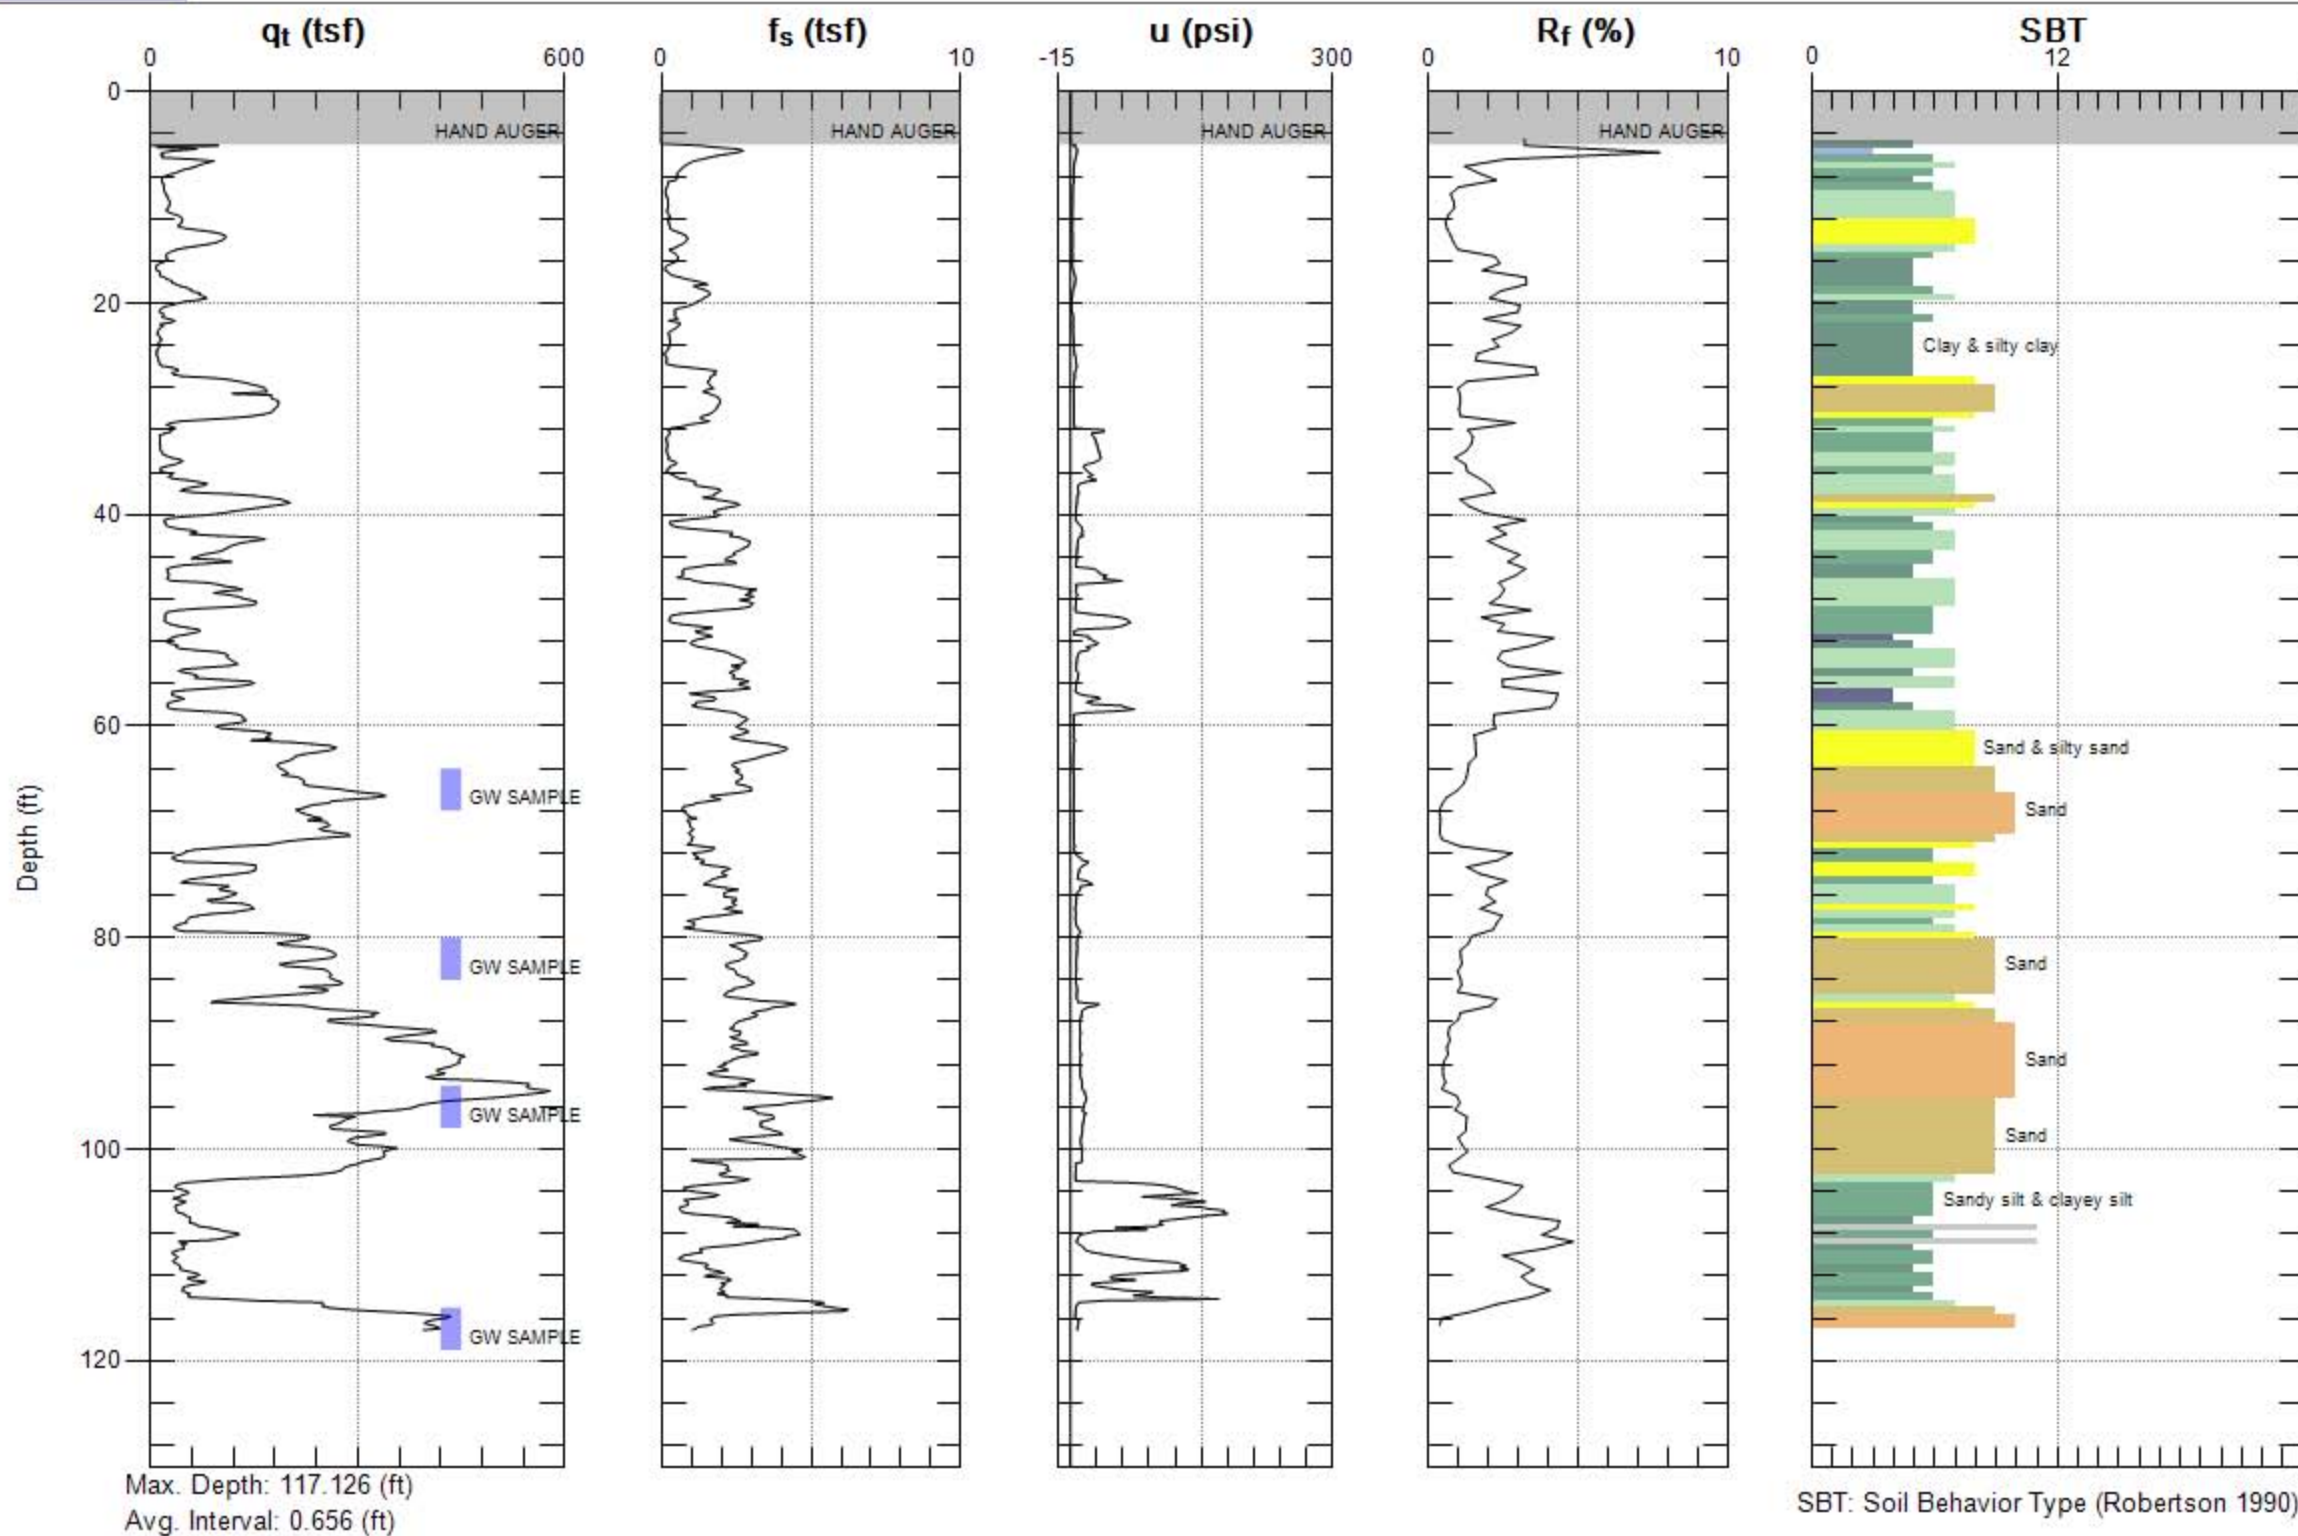 qt (tsf) fs (tsf) u (psi) Rf (%) SBT
0 600 0 10 -15 300 0 10 0 12
0
HAND AUGER HAND AUGER HAND AUGER HAND AUGER
20
Clay & silty clay
40
60
Sand & silty sand
GW SAMPLE
Sand
Depth (ft)
80
GW SAMPLE
Sand
Sand
GW SAMPLE
Sand
100
Sandy silt & clayey silt
GW SAMPLE
120
Max. Depth: 117.126 (ft)
Avg. Interval: 0.656 (ft)
SBT: Soil Behavior Type (Robertson 1990)